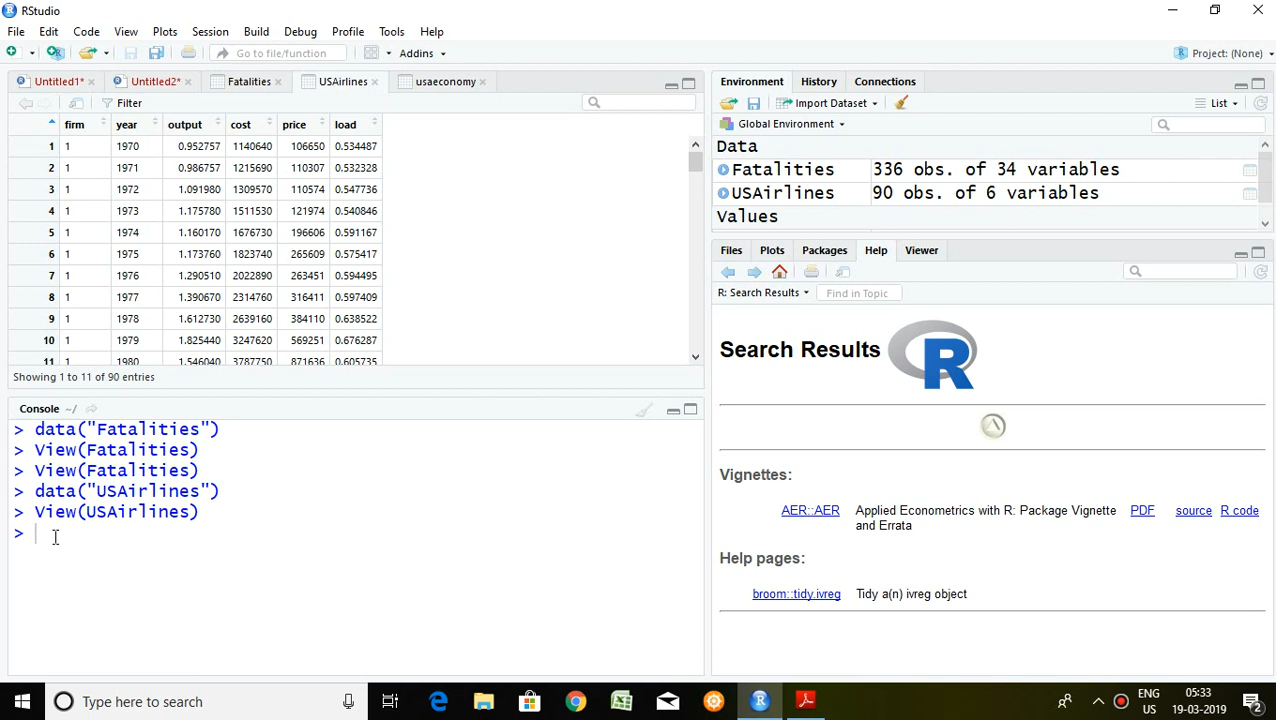 RStudio
File Edit Code View Plots Session Build Debug Profile Tools Help
Go to file/function Addins Project: (None)
Untitled1* Untitled2* Fatalities USAirlines usaeconomy
Filter
firm year output cost price load
1 1 1970 0.952757 1140640 106650 0.534487
2 1 1971 0.986757 1215690 110307 0.532328
3 1 1972 1.091980 1309570 110574 0.547736
4 1 1973 1.175780 1511530 121974 0.540846
5 1 1974 1.160170 1676730 196606 0.591167
6 1 1975 1.173760 1823740 265609 0.575417
7 1 1976 1.290510 2022890 263451 0.594495
8 1 1977 1.390670 2314760 316411 0.597409
9 1 1978 1.612730 2639160 384110 0.638522
10 1 1979 1.825440 3247620 569251 0.676287
11 1 1980 1.546040 3787750 871636 0.605735
Showing 1 to 11 of 90 entries
Console ~/
> data("Fatalities")
> View(Fatalities)
> View(Fatalities)
> data("USAirlines")
> View(USAirlines)
>
Environment History Connections
Import Dataset List
Global Environment
Data
Fatalities 336 obs. of 34 variables
USAirlines 90 obs. of 6 variables
Values
Files Plots Packages Help Viewer
R: Search Results Find in Topic
Search Results R
Vignettes:
AER::AER Applied Econometrics with R: Package Vignette and Errata PDF source R code
Help pages:
broom::tidy.ivreg Tidy a(n) ivreg object
Type here to search
ENG
US
05:33
19-03-2019
2